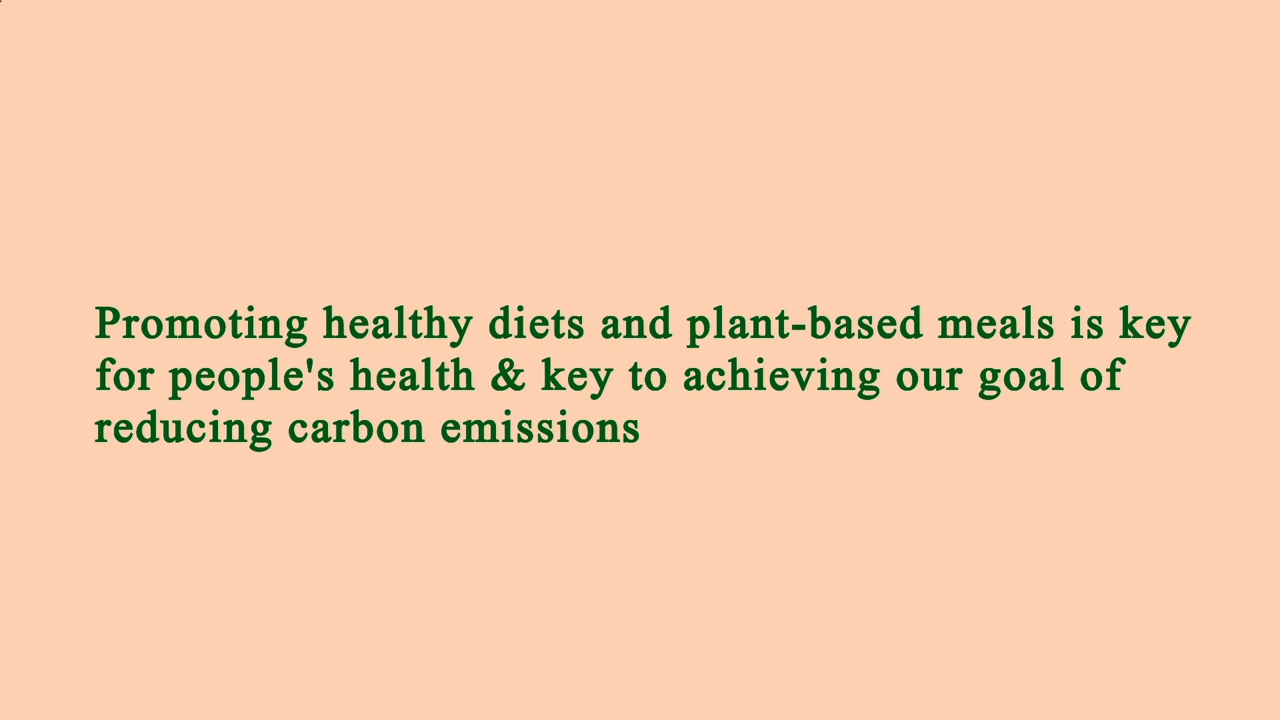 Promoting healthy diets and plant-based meals is key
for people's health & key to achieving our goal of
reducing carbon emissions